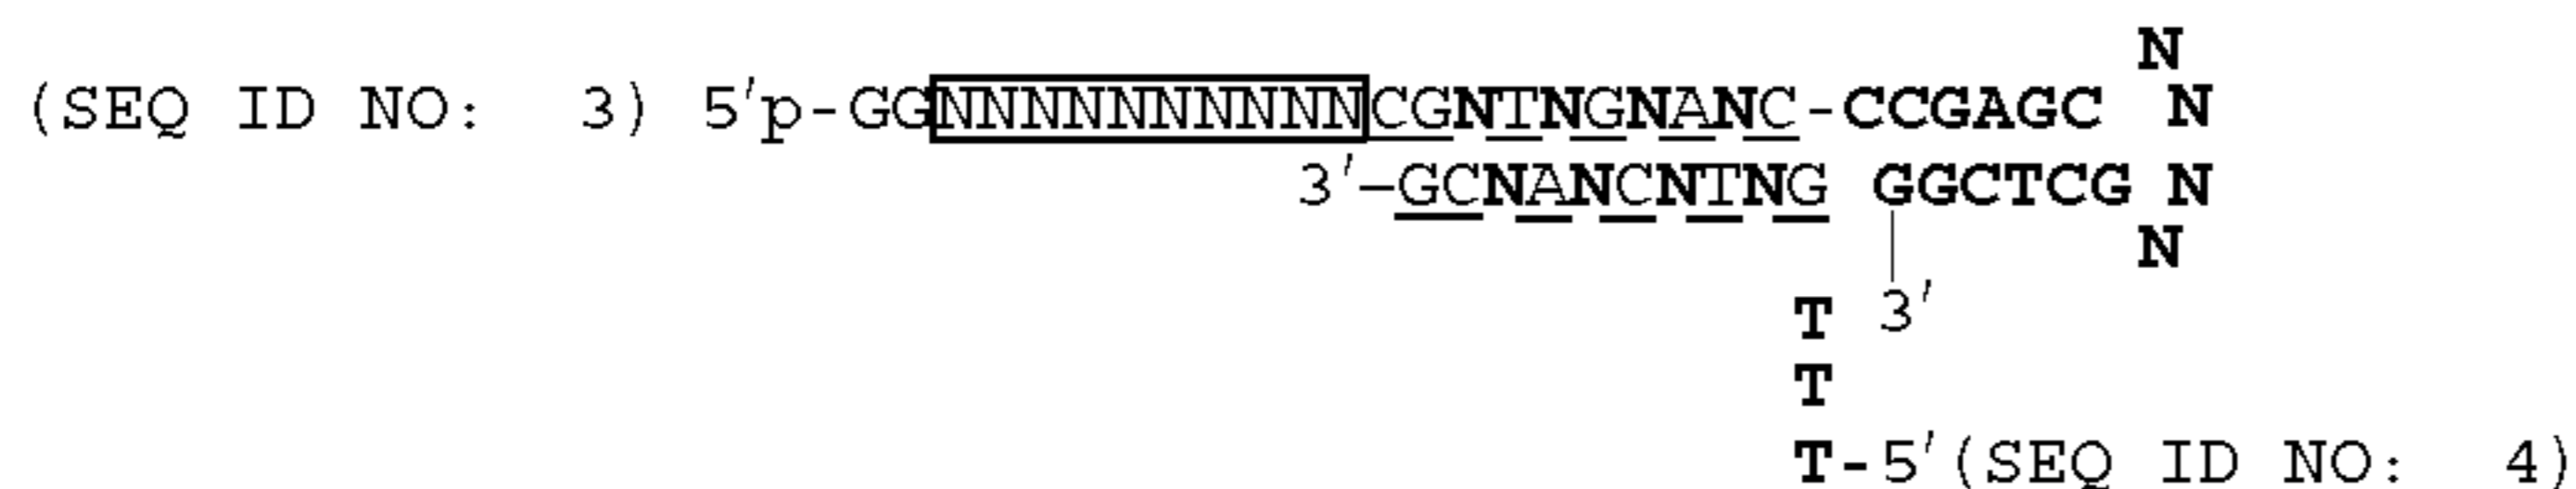 N
(SEQ ID NO: 3) 5'p-GGNNNNNNNNNNCGNTNGNANC-CCGAGC N
3'-GCNANCNTNG GGCTCG N
N
T 3'
T
T-5'(SEQ ID NO: 4)